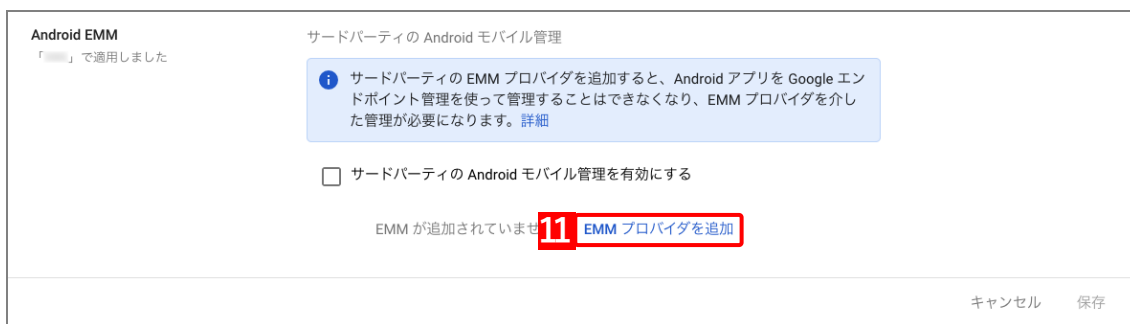 Android EMM
「 」で適用しました
サードパーティの Android モバイル管理
サードパーティの EMM プロバイダを追加すると、Android アプリを Google エン
ドポイント管理を使って管理することはできなくなり、EMM プロバイダを介し
た管理が必要になります。詳細
サードパーティの Android モバイル管理を有効にする
EMM が追加されていませ
11
EMM プロバイダを追加
キャンセル
保存